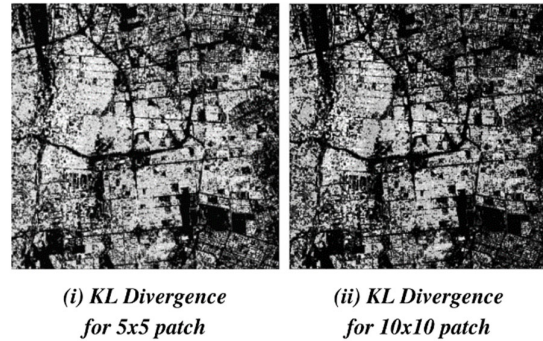 (i) KL Divergence
for 5x5 patch
(ii) KL Divergence
for 10x10 patch